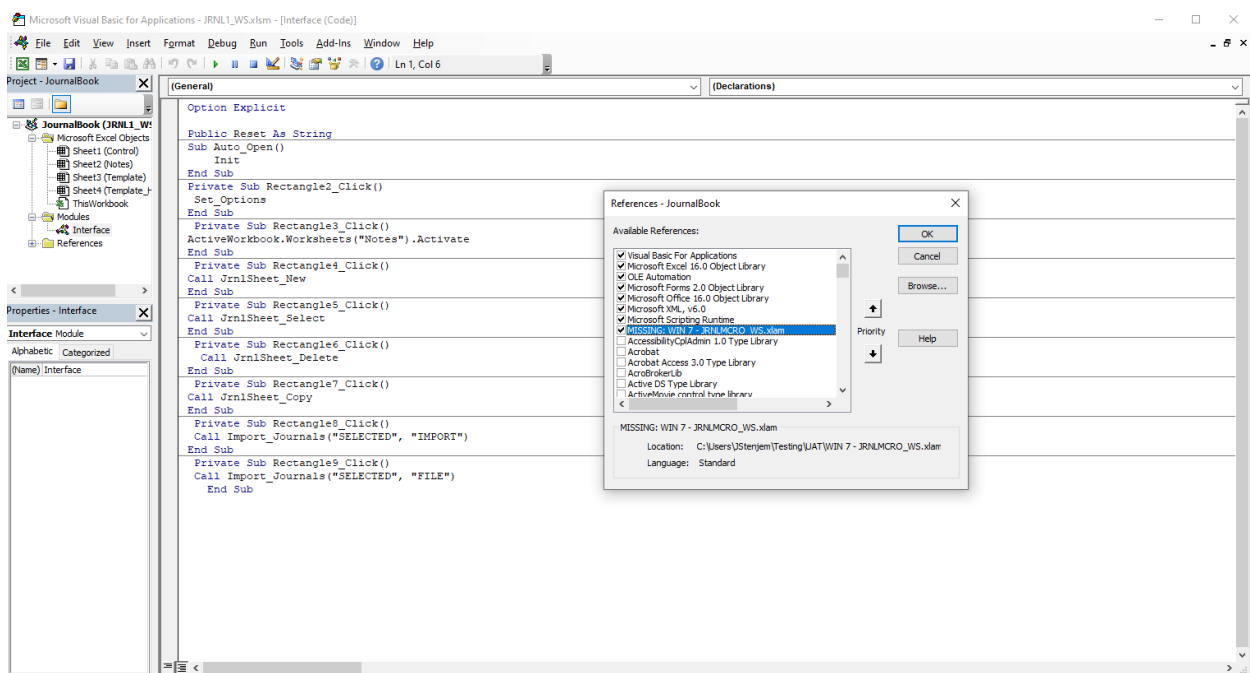 Microsoft Visual Basic for Applications - JRNL1_WS.xlsm - [Interface (Code)]
File Edit View Insert Format Debug Run Tools Add-Ins Window Help
Ln 1, Col 6
Project - JournalBook
JournalBook (JRNL1_WS
Microsoft Excel Objects
Sheet1 (Control)
Sheet2 (Notes)
Sheet3 (Template)
Sheet4 (Template_H
ThisWorkbook
Modules
Interface
References
Properties - Interface
Interface Module
Alphabetic Categorized
(Name) Interface
(General) (Declarations)
Option Explicit
Public Reset As String
Sub Auto_Open()
Init
End Sub
Private Sub Rectangle2_Click()
Set_Options
End Sub
Private Sub Rectangle3_Click()
ActiveWorkbook.Worksheets("Notes").Activate
End Sub
Private Sub Rectangle4_Click()
Call JrnlSheet_New
End Sub
Private Sub Rectangle5_Click()
Call JrnlSheet_Select
End Sub
Private Sub Rectangle6_Click()
Call JrnlSheet_Delete
End Sub
Private Sub Rectangle7_Click()
Call JrnlSheet_Copy
End Sub
Private Sub Rectangle8_Click()
Call Import_Journals("SELECTED", "IMPORT")
End Sub
Private Sub Rectangle9_Click()
Call Import_Journals("SELECTED", "FILE")
End Sub
References - JournalBook
Available References:
Visual Basic For Applications
Microsoft Excel 16.0 Object Library
OLE Automation
Microsoft Forms 2.0 Object Library
Microsoft Office 16.0 Object Library
Microsoft XML, v6.0
Microsoft Scripting Runtime
MISSING: WIN 7 - JRNLMCRO_WS.xlam
AccessibilityCplAdmin 1.0 Type Library
Acrobat
Acrobat Access 3.0 Type Library
AcroBrokerLib
Active DS Type Library
ActiveMovie control type library
OK
Cancel
Browse...
Priority
Help
MISSING: WIN 7 - JRNLMCRO_WS.xlam
Location: C:\Users\JStenjem\Testing\UAT\WIN 7 - JRNLMCRO_WS.xlam
Language: Standard